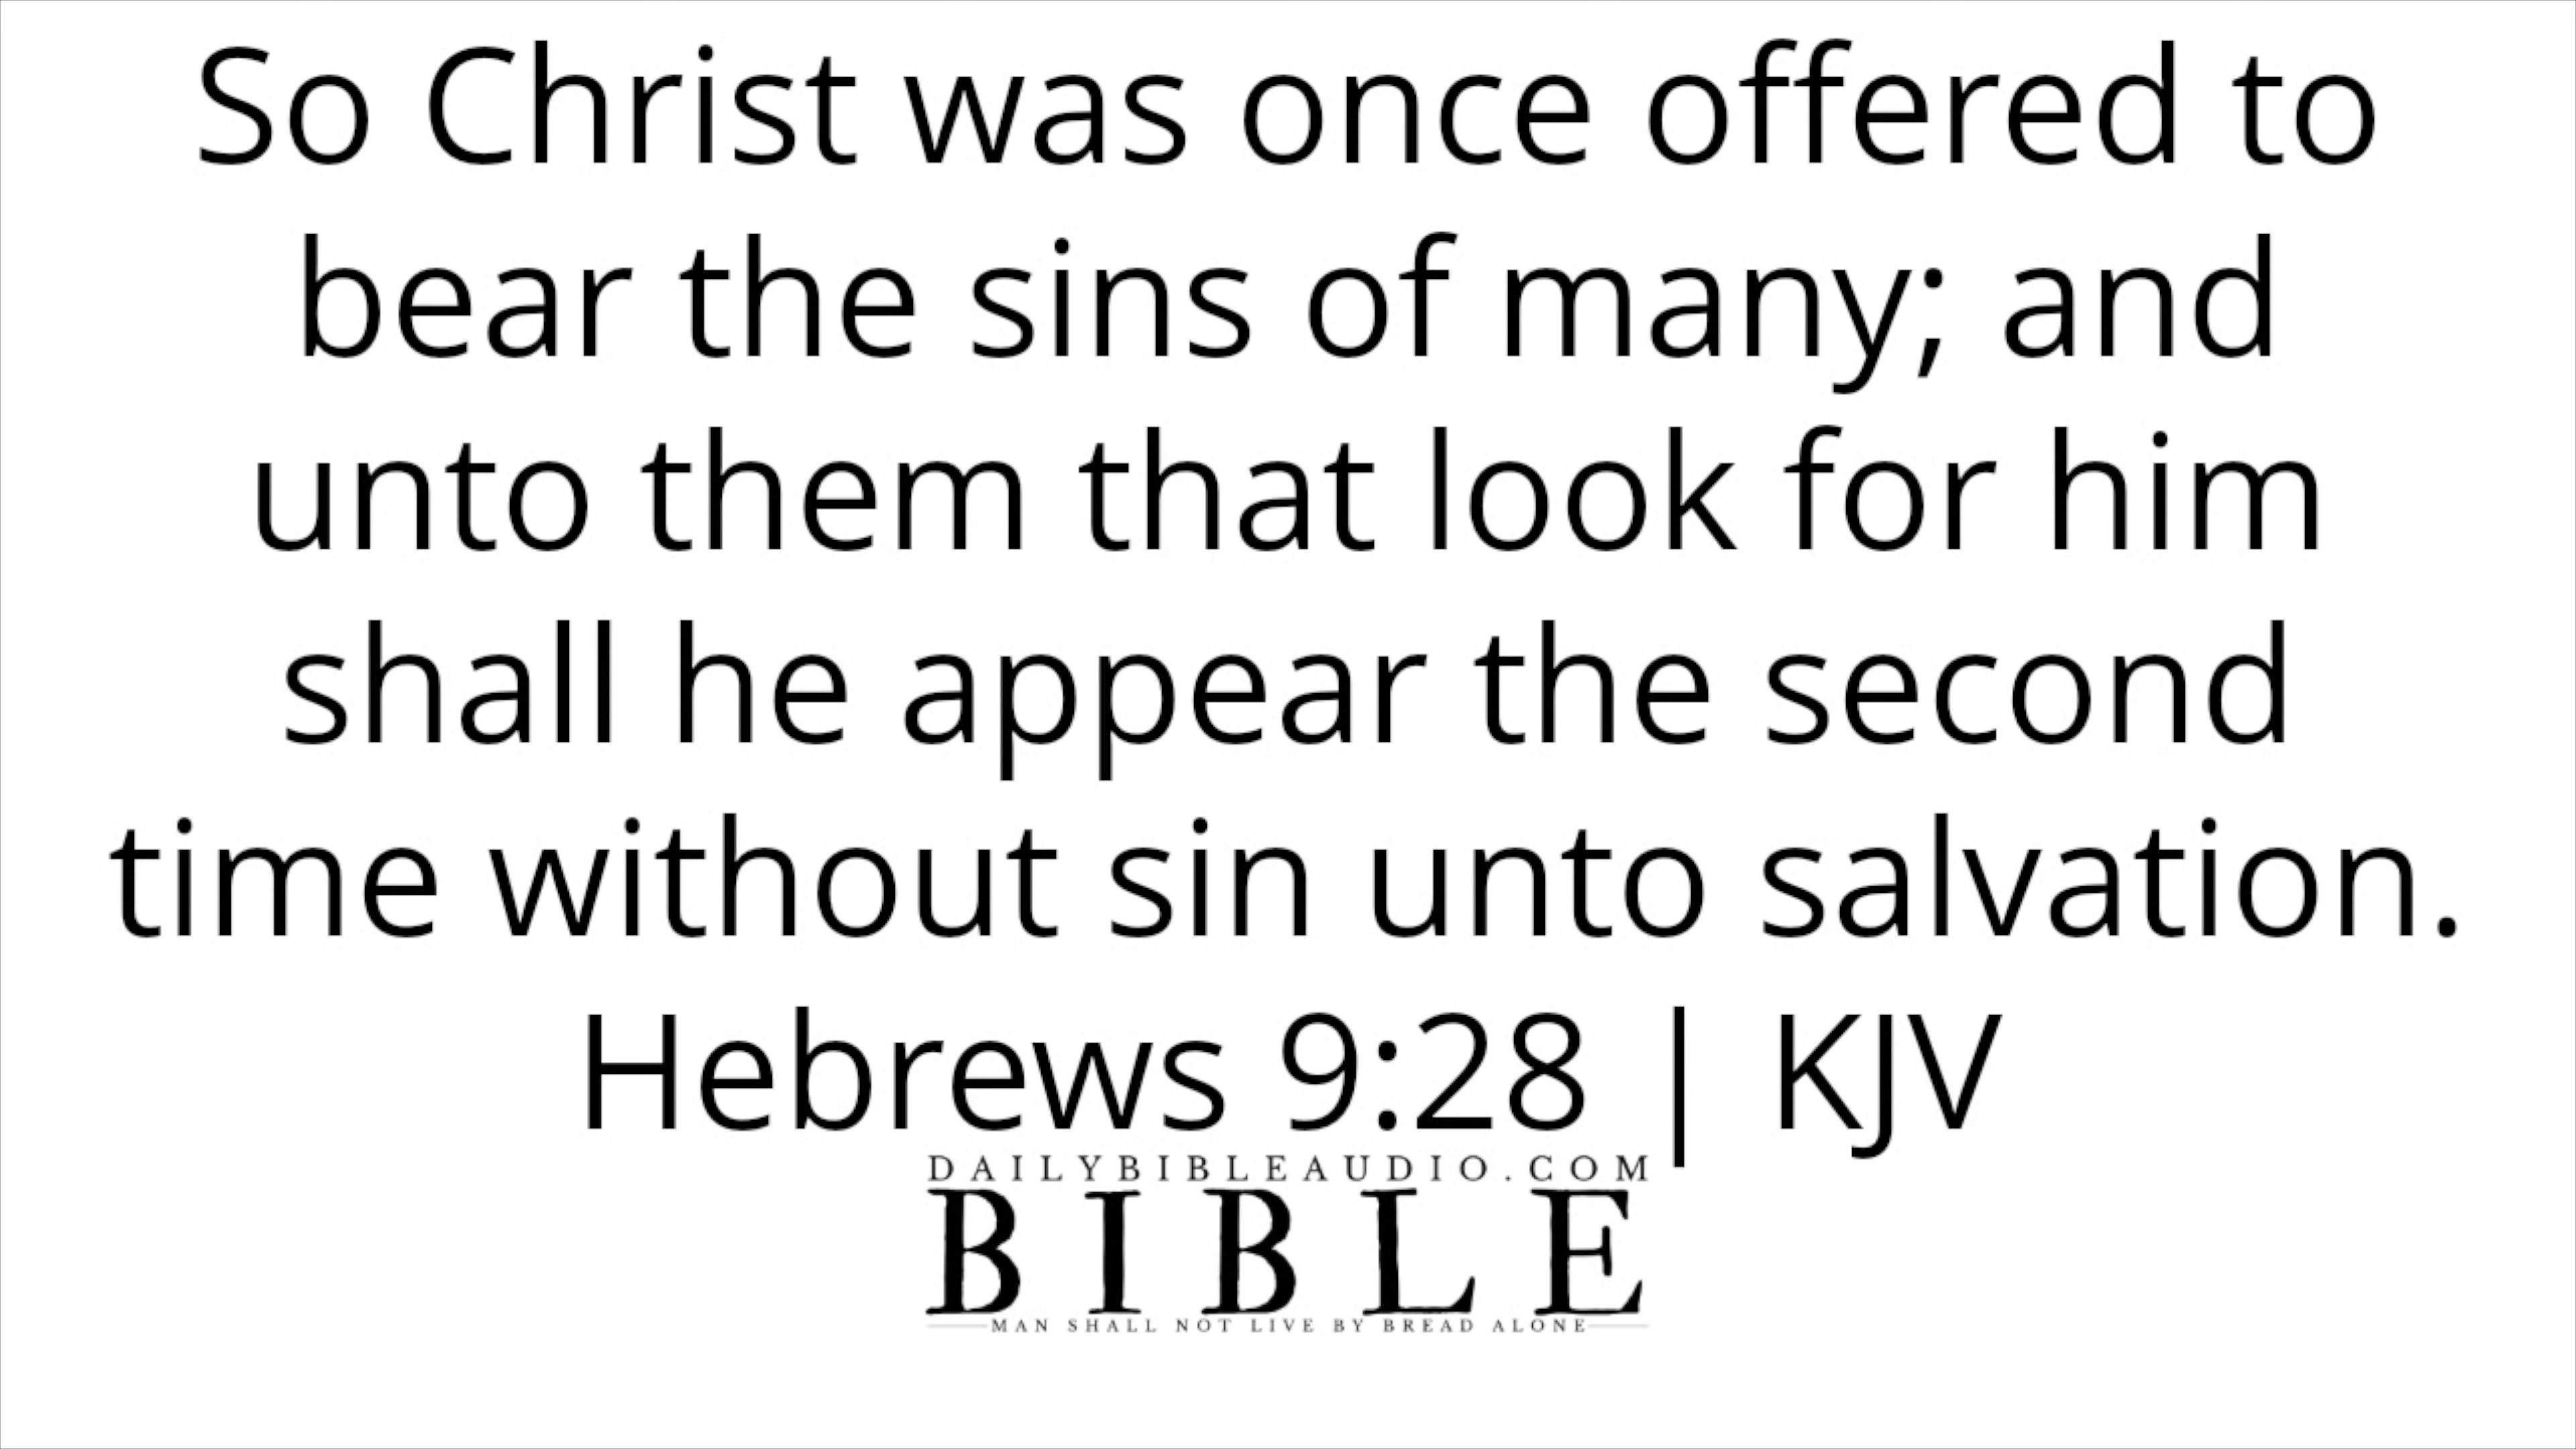 So Christ was once offered to
bear the sins of many; and
unto them that look for him
shall he appear the second
time without sin unto salvation.
Hebrews 9:28 | KJV
DAILYBIBLEAUDIO.COM
BIBLE
MAN SHALL NOT LIVE BY BREAD ALONE